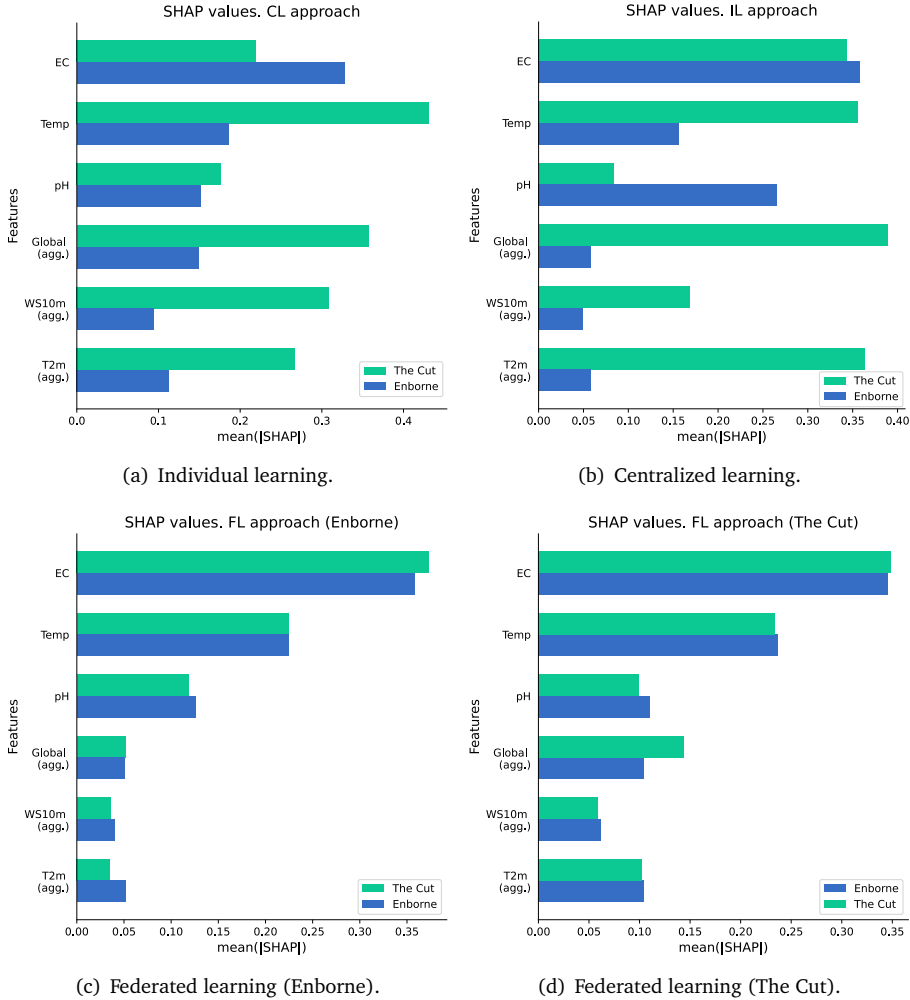 SHAP values. CL approach
EC
Temp
pH
Global
(agg.)
WS10m
(agg.)
T2m
(agg.)
Features
The Cut
Enborne
0.0 0.1 0.2 0.3 0.4
mean(|SHAP|)
(a) Individual learning.
SHAP values. IL approach
EC
Temp
pH
Global
(agg.)
WS10m
(agg.)
T2m
(agg.)
Features
The Cut
Enborne
0.00 0.05 0.10 0.15 0.20 0.25 0.30 0.35 0.40
mean(|SHAP|)
(b) Centralized learning.
SHAP values. FL approach (Enborne)
EC
Temp
pH
Global
(agg.)
WS10m
(agg.)
T2m
(agg.)
Features
The Cut
Enborne
0.00 0.05 0.10 0.15 0.20 0.25 0.30 0.35
mean(|SHAP|)
(c) Federated learning (Enborne).
SHAP values. FL approach (The Cut)
EC
Temp
pH
Global
(agg.)
WS10m
(agg.)
T2m
(agg.)
Features
Enborne
The Cut
0.00 0.05 0.10 0.15 0.20 0.25 0.30 0.35
mean(|SHAP|)
(d) Federated learning (The Cut).